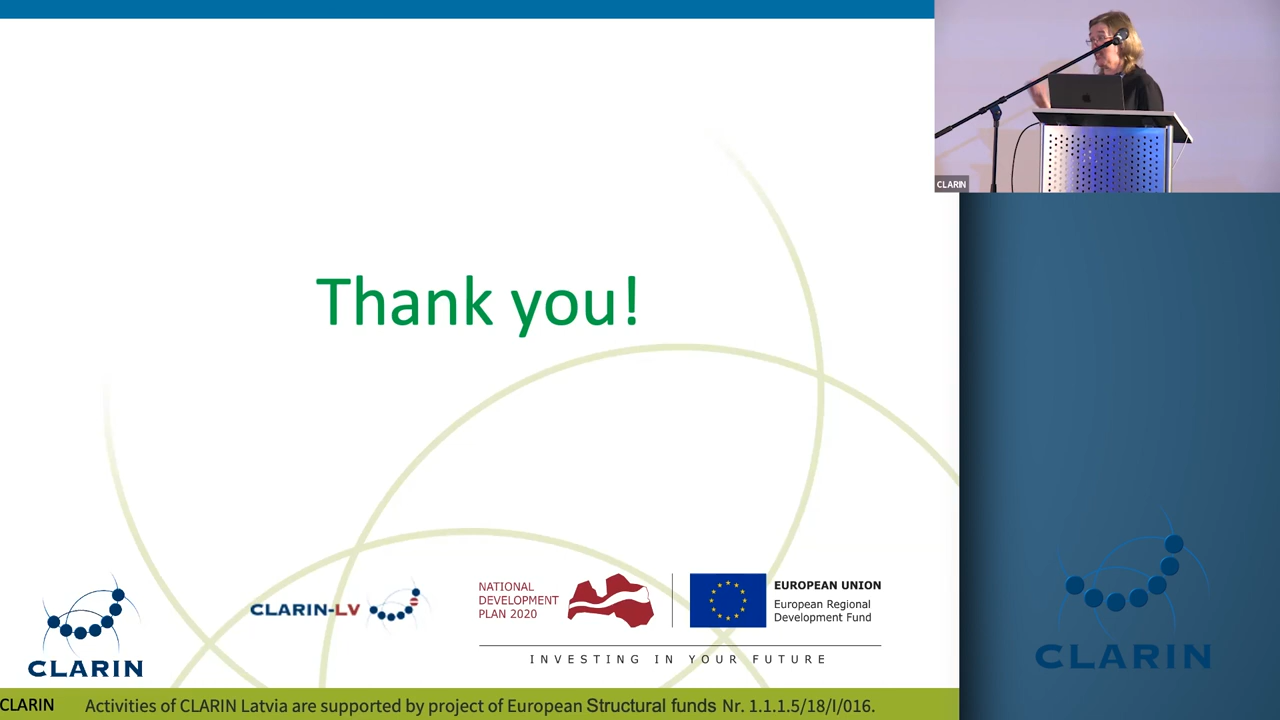 CLARIN
Thank you!
NATIONAL
DEVELOPMENT
PLAN 2020
EUROPEAN UNION
European Regional
Development Fund
INVESTING IN YOUR FUTURE
CLARIN-LV
CLARIN
CLARIN
CLARIN
Activities of CLARIN Latvia are supported by project of European Structural funds Nr. 1.1.1.5/18/I/016.